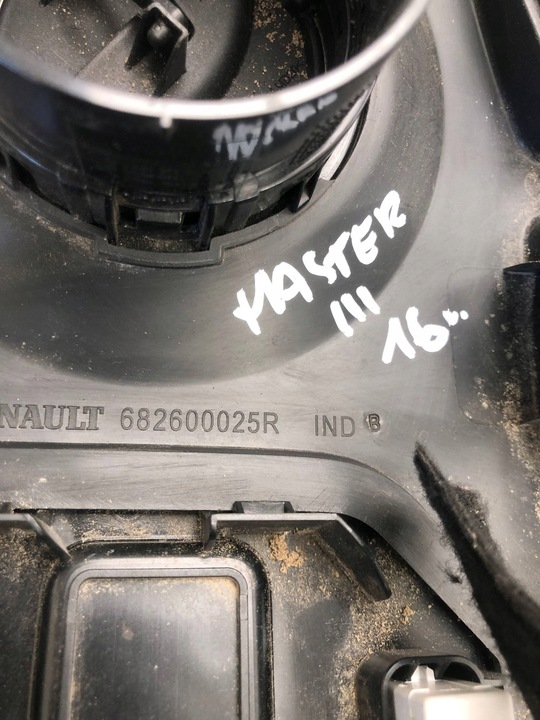 MASTER
III
16"..
NAULT 682600025R IND B